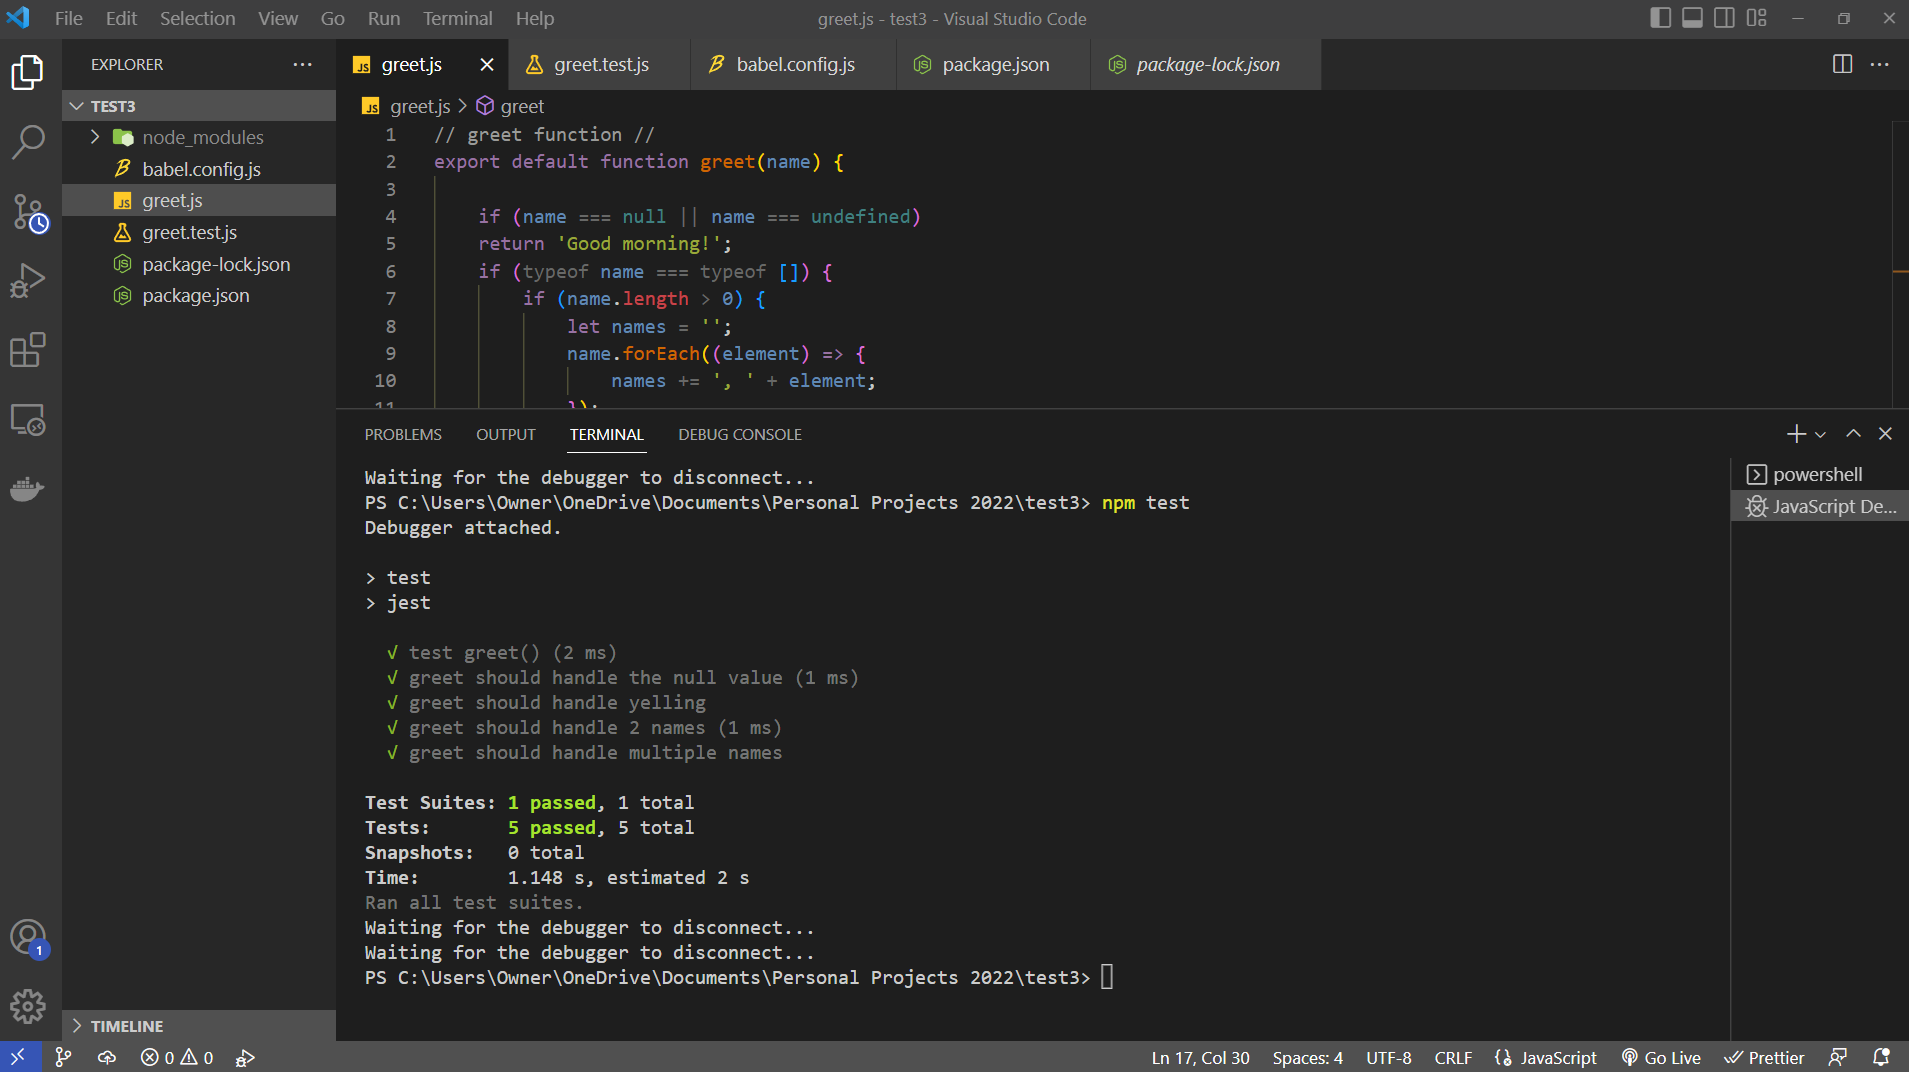 File Edit Selection View Go Run Terminal Help
greet.js - test3 - Visual Studio Code
EXPLORER
TEST3
node_modules
babel.config.js
greet.js
greet.test.js
package-lock.json
package.json
TIMELINE
greet.js greet.test.js babel.config.js package.json package-lock.json
greet.js > greet
1 // greet function //
2 export default function greet(name) {
3
4 if (name === null || name === undefined)
5 return 'Good morning!';
6 if (typeof name === typeof []) {
7 if (name.length > 0) {
8 let names = '';
9 name.forEach((element) => {
10 names += ', ' + element;
11 });
PROBLEMS OUTPUT TERMINAL DEBUG CONSOLE
Waiting for the debugger to disconnect...
PS C:\Users\Owner\OneDrive\Documents\Personal Projects 2022\test3> npm test
Debugger attached.
> test
> jest
√ test greet() (2 ms)
√ greet should handle the null value (1 ms)
√ greet should handle yelling
√ greet should handle 2 names (1 ms)
√ greet should handle multiple names
Test Suites: 1 passed, 1 total
Tests: 5 passed, 5 total
Snapshots: 0 total
Time: 1.148 s, estimated 2 s
Ran all test suites.
Waiting for the debugger to disconnect...
Waiting for the debugger to disconnect...
PS C:\Users\Owner\OneDrive\Documents\Personal Projects 2022\test3>
powershell
JavaScript De...
1
0 0
Ln 17, Col 30 Spaces: 4 UTF-8 CRLF JavaScript Go Live Prettier